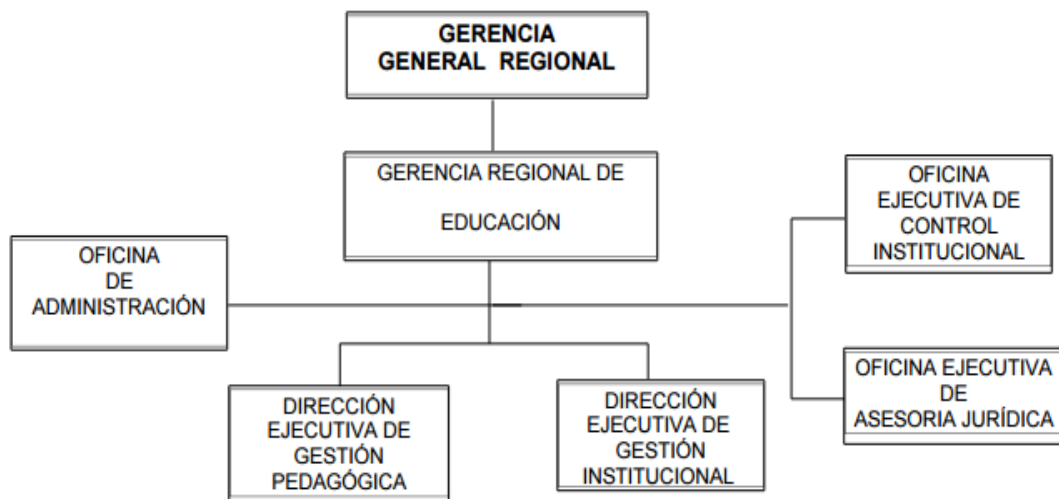 GERENCIA
GENERAL REGIONAL
GERENCIA REGIONAL DE
EDUCACIÓN
OFICINA
EJECUTIVA DE
CONTROL
INSTITUCIONAL
OFICINA
DE
ADMINISTRACIÓN
OFICINA EJECUTIVA
DE
ASESORIA JURÍDICA
DIRECCIÓN
EJECUTIVA DE
GESTIÓN
PEDAGÓGICA
DIRECCIÓN
EJECUTIVA DE
GESTIÓN
INSTITUCIONAL